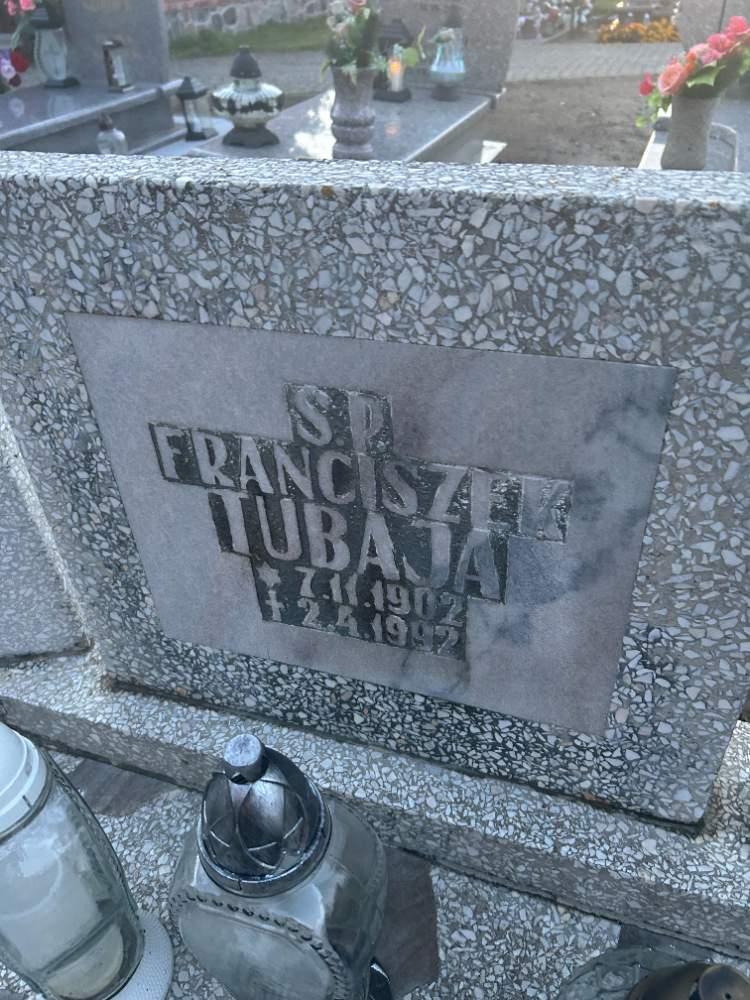 S.P.
FRANCISZEK
TUBAJA
* 7.11.1902
† 2.4.1992